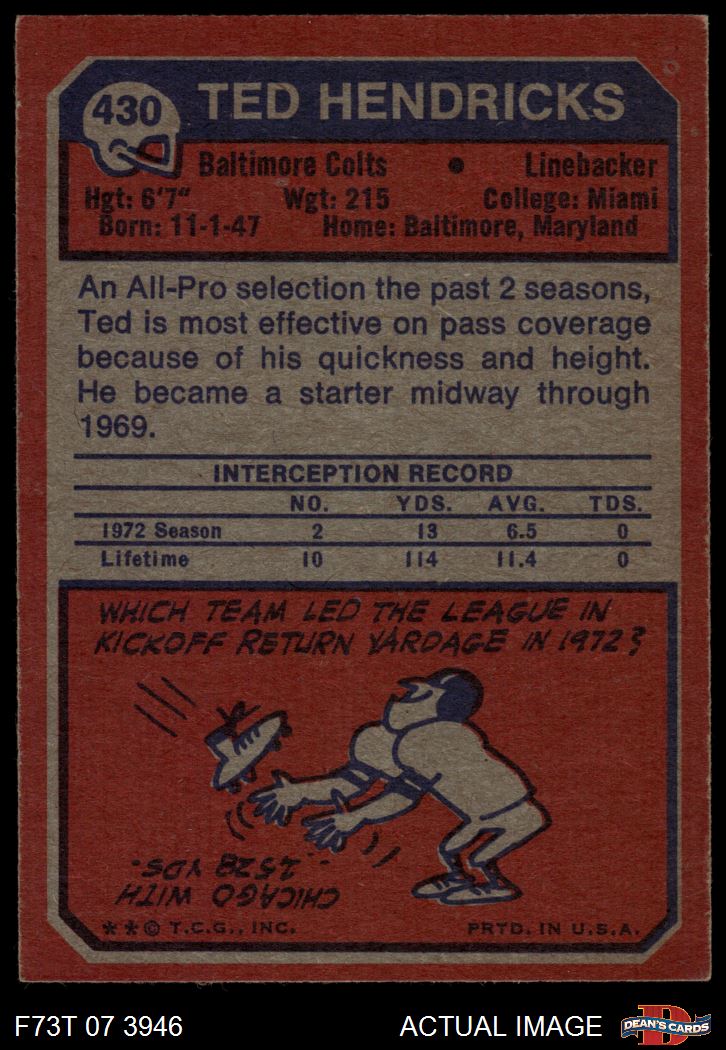 430
TED HENDRICKS
Baltimore Colts • Linebacker
Hgt: 6'7" Wgt: 215 College: Miami
Born: 11-1-47 Home: Baltimore, Maryland
An All-Pro selection the past 2 seasons,
Ted is most effective on pass coverage
because of his quickness and height.
He became a starter midway through
1969.
INTERCEPTION RECORD
NO. YDS. AVG. TDS.
1972 Season 2 13 6.5 0
Lifetime 10 114 11.4 0
WHICH TEAM LED THE LEAGUE IN
KICKOFF RETURN YARDAGE IN 1972?
CHICAGO WITH
1528 YDS.
**© T.C.G., INC. PRTD. IN U.S.A.
F73T 07 3946 ACTUAL IMAGE
D
DEAN'S CARDS